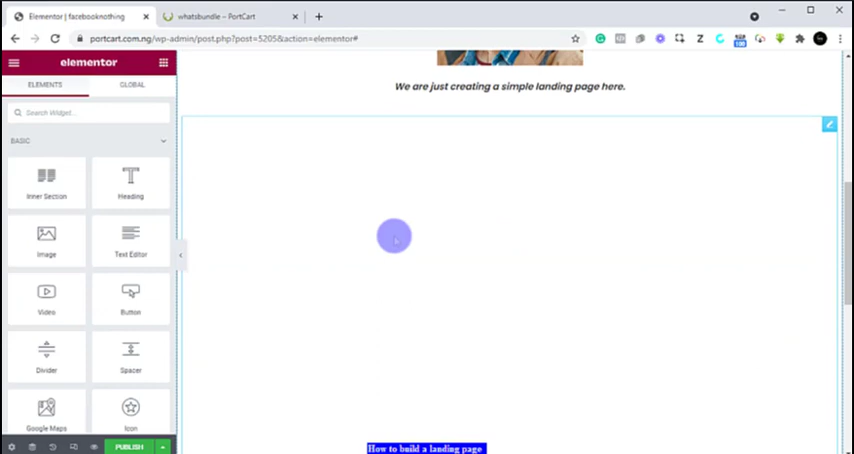 Elementor | facebooknothing
whatsbundle – PortCart
portcart.com.ng/wp-admin/post.php?post=5205&action=elementor#
100
elementor
ELEMENTS
GLOBAL
Search Widget...
BASIC
Inner Section
Heading
Image
Text Editor
Video
Button
Divider
Spacer
Google Maps
Icon
PUBLISH
We are just creating a simple landing page here.
How to build a landing page